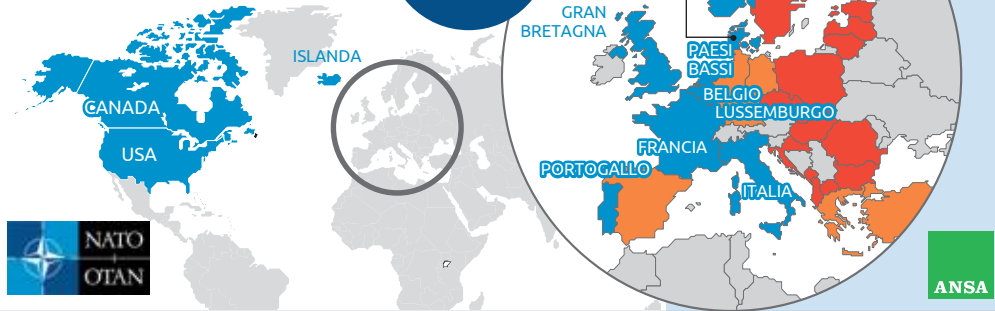 GRAN
BRETAGNA
ISLANDA
PAESI
BASSI
CANADA
BELGIO
LUSSEMBURGO
USA
FRANCIA
PORTOGALLO
ITALIA
NATO
OTAN
ANSA